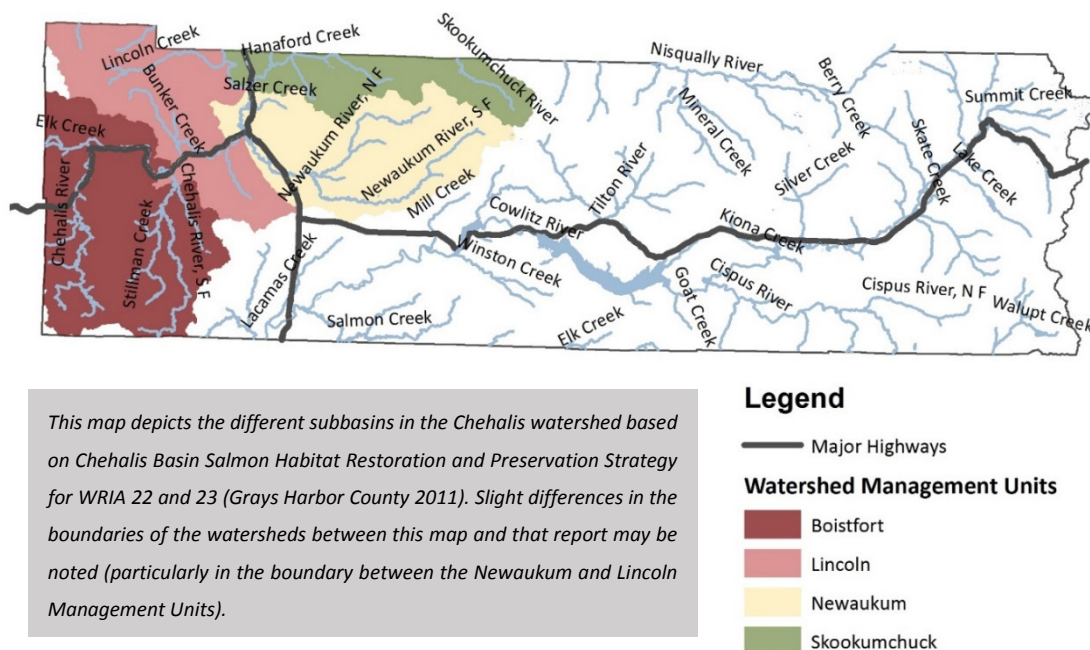 Lincoln Creek
Hanaford Creek
Skookumchuck River
Nisqually River
Berry Creek
Summit Creek
Bunker Creek
Salzer Creek
Newaukum River, N F
Newaukum River, S F
Mineral Creek
Skate Creek
Lake Creek
Elk Creek
Silver Creek
Chehalis River
Stillman Creek
Chehalis River, S F
Mill Creek
Tilton River
Cowlitz River
Kiona Creek
Lacamas Creek
Winston Creek
Cispus River
Goat Creek
Cispus River, N F
Walupt Creek
Salmon Creek
Elk Creek
This map depicts the different subbasins in the Chehalis watershed based
on Chehalis Basin Salmon Habitat Restoration and Preservation Strategy
for WRIA 22 and 23 (Grays Harbor County 2011). Slight differences in the
boundaries of the watersheds between this map and that report may be
noted (particularly in the boundary between the Newaukum and Lincoln
Management Units).
Legend
Major Highways
Watershed Management Units
Boistfort
Lincoln
Newaukum
Skookumchuck